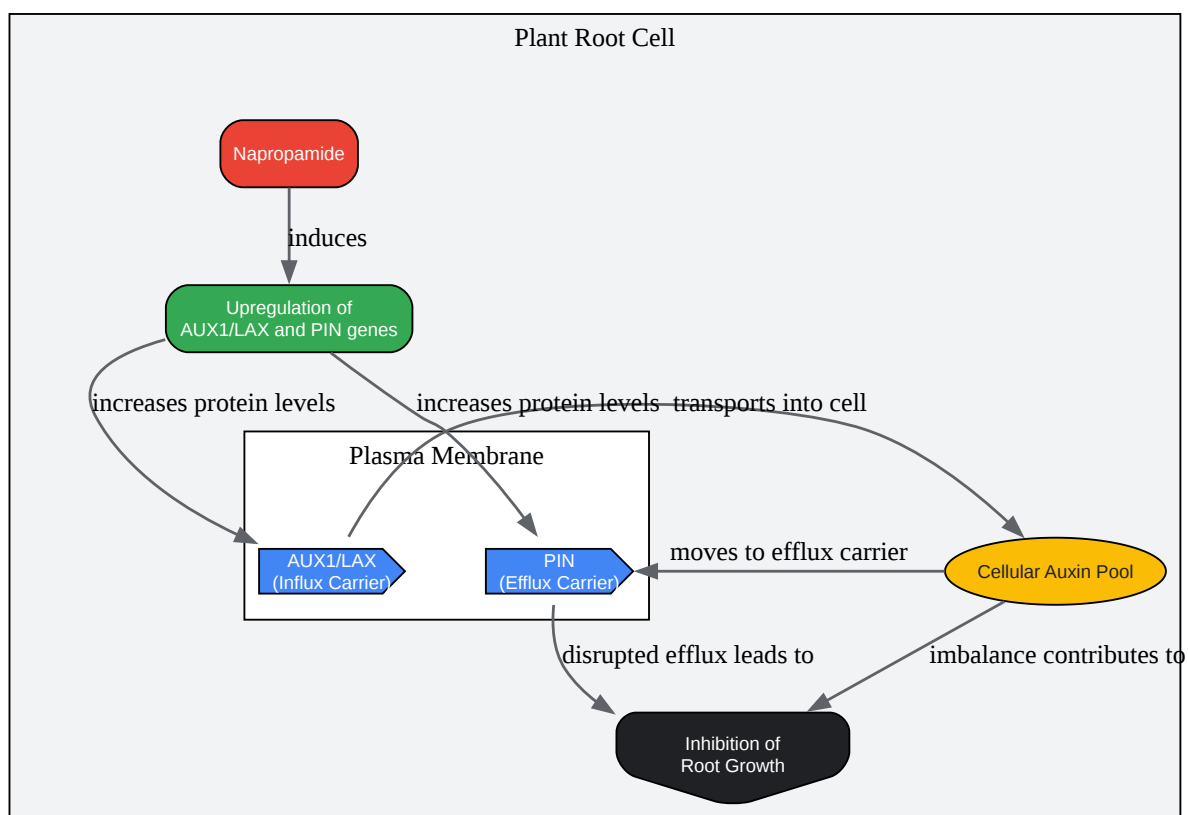 Plant Root Cell
Napropamide
induces
Upregulation of
AUX1/LAX and PIN genes
increases protein levels
increases protein levels
transports into cell
Plasma Membrane
AUX1/LAX
(Influx Carrier)
PIN
(Efflux Carrier)
moves to efflux carrier
Cellular Auxin Pool
disrupted efflux leads to
imbalance contributes to
Inhibition of
Root Growth